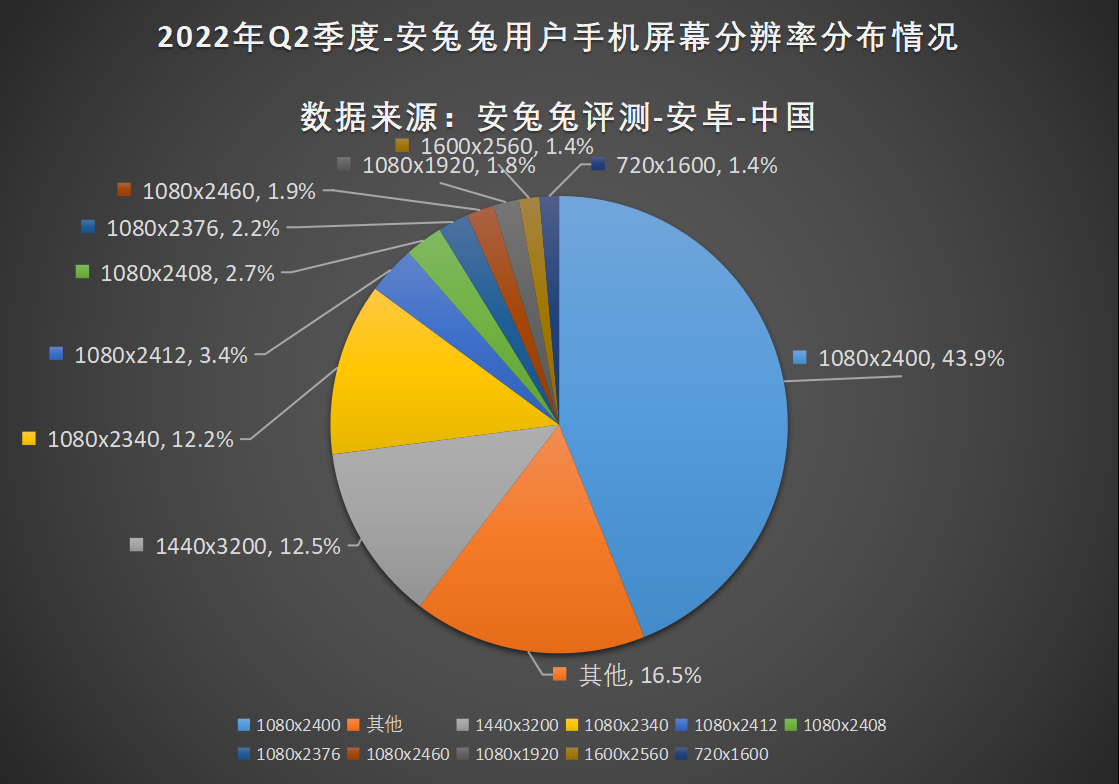 2022年Q2季度-安兔兔用户手机屏幕分辨率分布情况
数据来源：安兔兔评测-安卓-中国
1600x2560, 1.4%
1080x1920, 1.8%
720x1600, 1.4%
1080x2460, 1.9%
1080x2376, 2.2%
1080x2408, 2.7%
1080x2412, 3.4%
1080x2400, 43.9%
1080x2340, 12.2%
1440x3200, 12.5%
其他, 16.5%
1080x2400 其他 1440x3200 1080x2340 1080x2412 1080x2408
1080x2376 1080x2460 1080x1920 1600x2560 720x1600